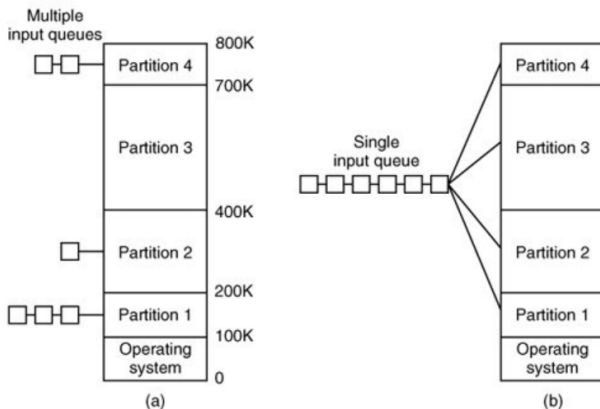 Multiple
input queues
800K
Partition 4
700K
Partition 3
400K
Partition 2
200K
Partition 1
100K
Operating
system
0
(a)
Single
input queue
Partition 4
Partition 3
Partition 2
Partition 1
Operating
system
(b)